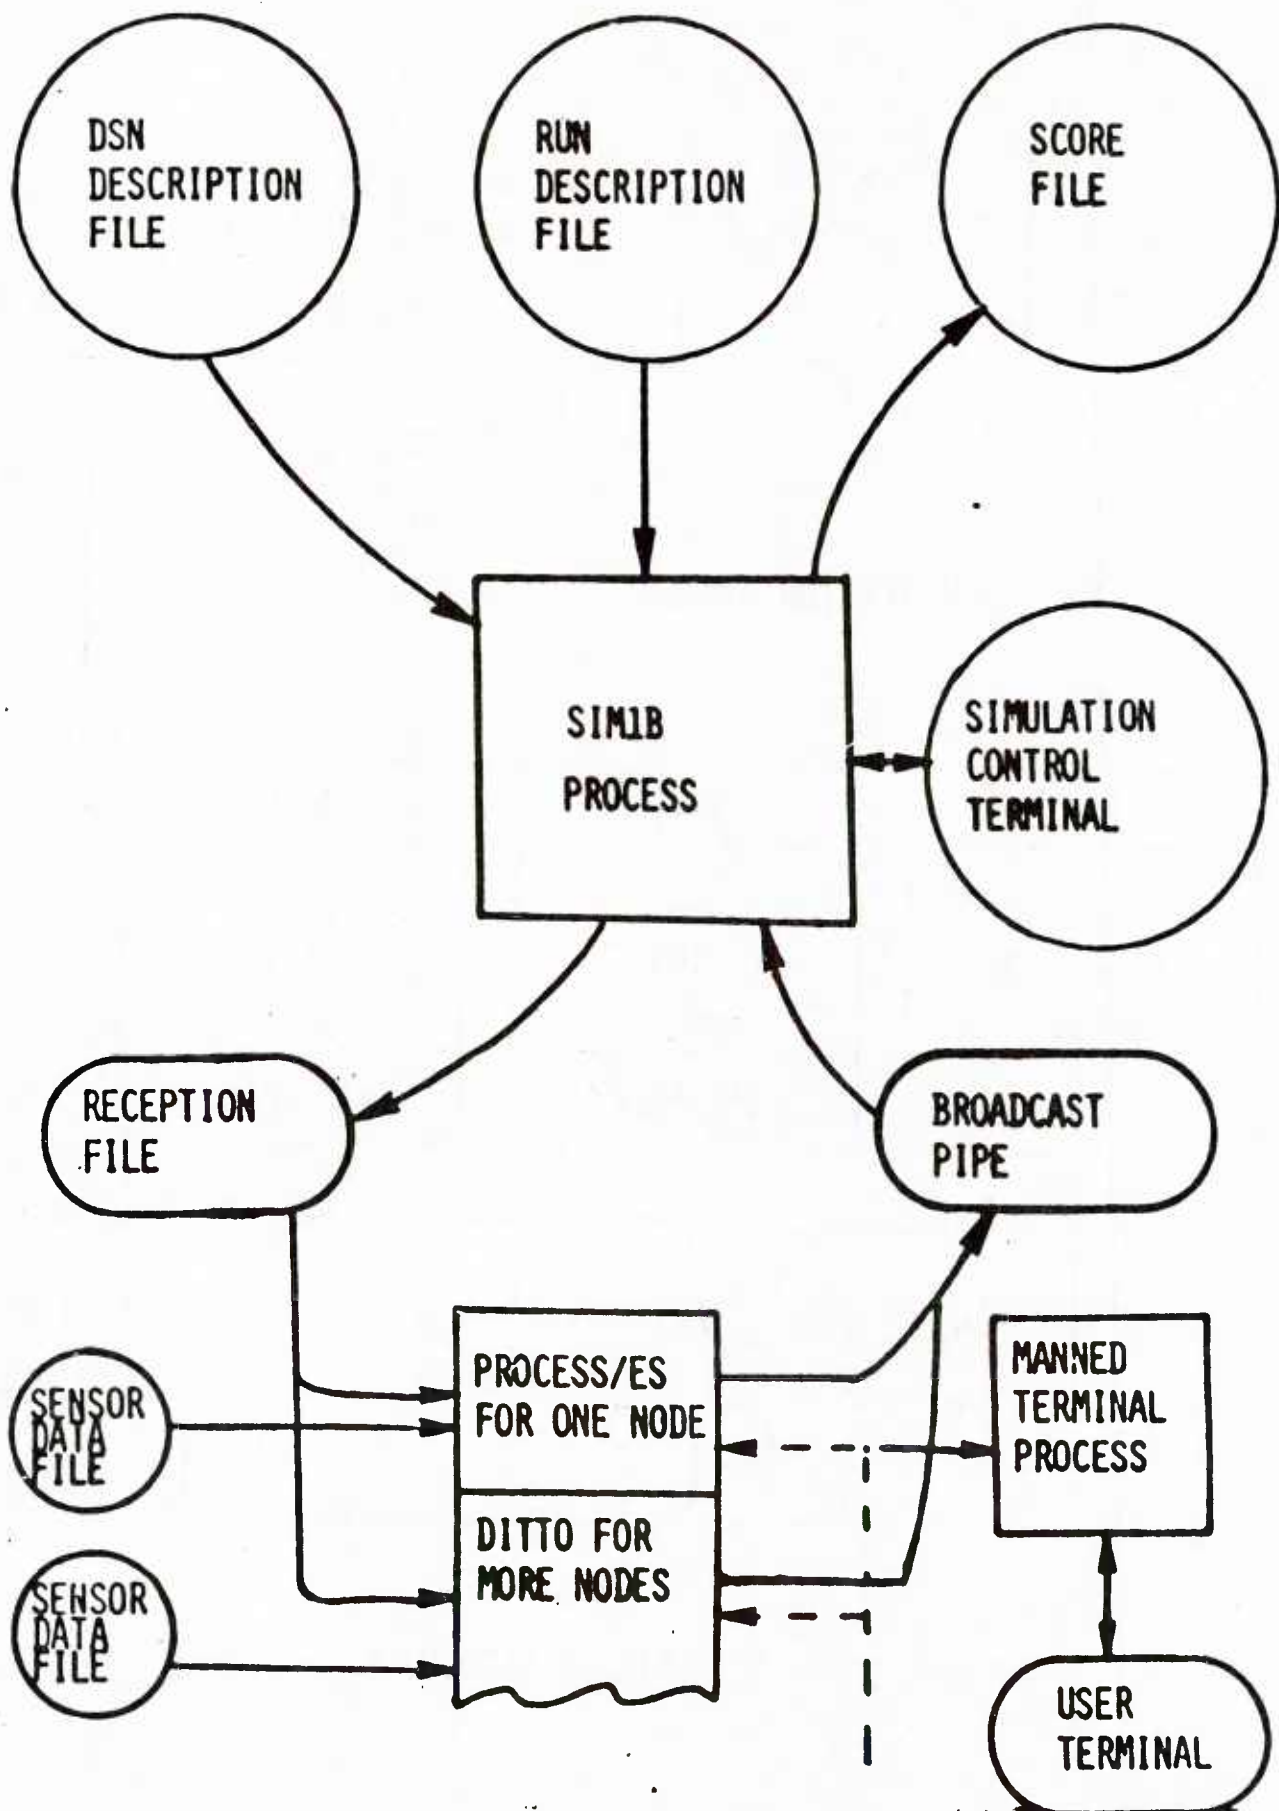 DSN
DESCRIPTION
FILE
RUN
DESCRIPTION
FILE
SCORE
FILE
SIM1B
PROCESS
SIMULATION
CONTROL
TERMINAL
RECEPTION
FILE
BROADCAST
PIPE
PROCESS/ES
FOR ONE NODE
MANNED
TERMINAL
PROCESS
SENSOR
DATA
FILE
DITTO FOR
MORE NODES
SENSOR
DATA
FILE
USER
TERMINAL